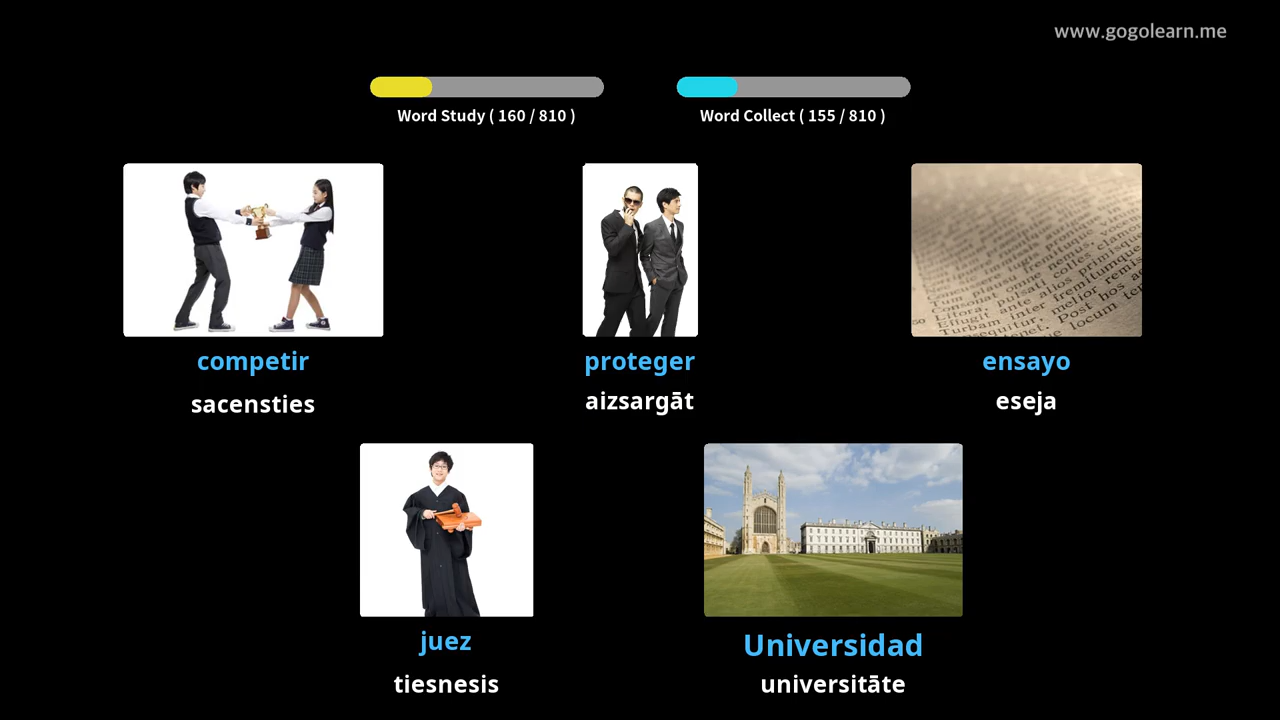 www.gogolearn.me
Word Study ( 160 / 810 )
Word Collect ( 155 / 810 )
competir
sacensties
proteger
aizsargāt
ensayo
eseja
juez
tiesnesis
Universidad
universitāte